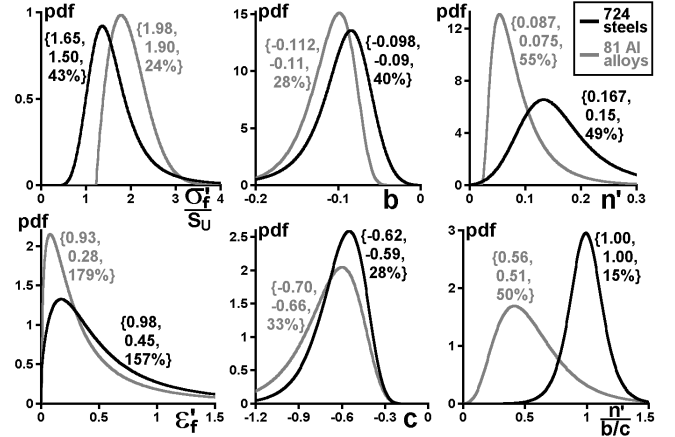 pdf
1
0.5
0
0 1 2 3 4
{1.65,
1.50,
43%}
{1.98,
1.90,
24%}
σ'f
SU
pdf
15
10
5
0
-0.2 -0.1 0
{-0.112,
-0.11,
28%}
{-0.098,
-0.09,
40%}
b
pdf
12
8
4
0
0 0.1 0.2 0.3
{0.087,
0.075,
55%}
{0.167,
0.15,
49%}
n'
724
steels
81 Al
alloys
pdf
2
1.5
1
0.5
0
0 0.5 1 1.5
{0.93,
0.28,
179%}
{0.98,
0.45,
157%}
ε'f
pdf
2.5
2
1.5
1
0.5
0
-1.2 -0.9 -0.6 -0.3 0
{-0.70,
-0.66,
33%}
{-0.62,
-0.59,
28%}
c
pdf
3
2
1
0
0 0.5 1 1.5
{0.56,
0.51,
50%}
{1.00,
1.00,
15%}
n'
b/c